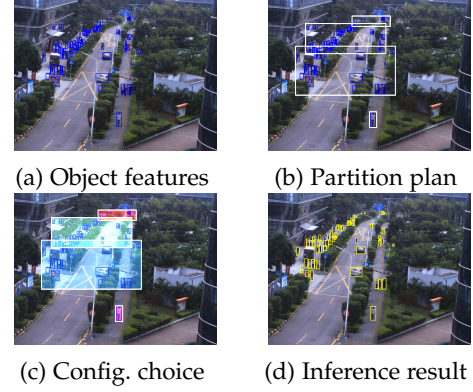 (a) Object features
(b) Partition plan
(c) Config. choice
(d) Inference result